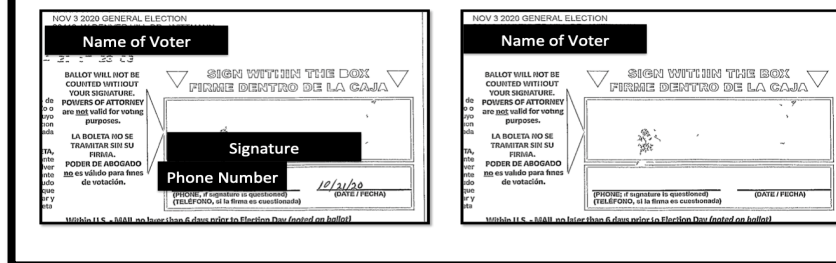 NOV 3 2020 GENERAL ELECTION
Name of Voter
BALLOT WILL NOT BE
COUNTED WITHOUT
YOUR SIGNATURE.
POWERS OF ATTORNEY
are not valid for voting
purposes.
LA BOLETA NO SE
TRAMITAR SIN SU
FIRMA.
PODER DE ABOGADO
no es válido para fines
de votación.
SIGN WITHIN THE BOX
FIRME DENTRO DE LA CAJA
Signature
Phone Number
10/21/20
(PHONE, if signature is questioned)
(TELÉFONO, si la firma es cuestionada)
(DATE / FECHA)
Within U.S. - MAIL no later than 6 days prior to Election Day (noted on ballot)
NOV 3 2020 GENERAL ELECTION
Name of Voter
BALLOT WILL NOT BE
COUNTED WITHOUT
YOUR SIGNATURE.
POWERS OF ATTORNEY
are not valid for voting
purposes.
LA BOLETA NO SE
TRAMITAR SIN SU
FIRMA.
PODER DE ABOGADO
no es válido para fines
de votación.
SIGN WITHIN THE BOX
FIRME DENTRO DE LA CAJA
(PHONE; if signature is questioned)
(TELÉFONO, si la firma es cuestionada)
(DATE / FECHA)
Within U.S. - MAIL no later than 6 days prior to Election Day (noted on ballot)